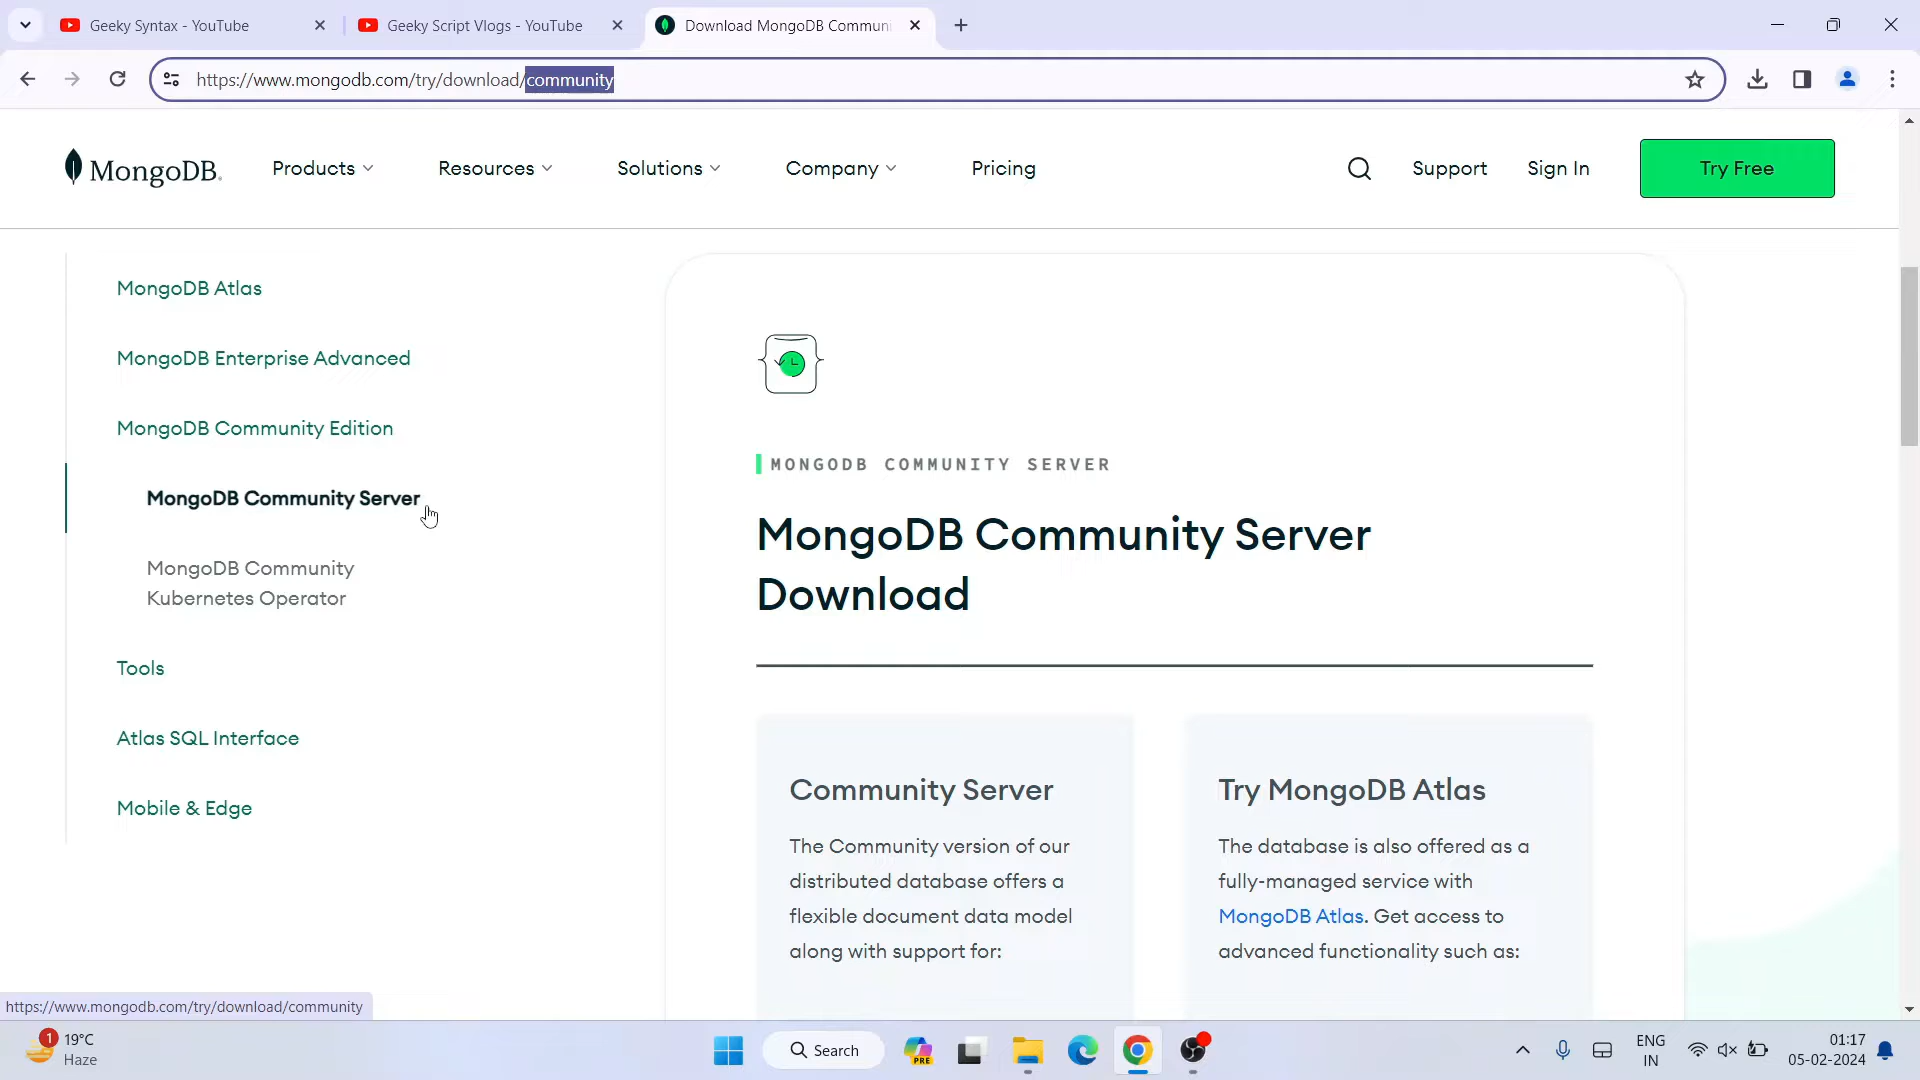 Geeky Syntax - YouTube
Geeky Script Vlogs - YouTube
Download MongoDB Commun
https://www.mongodb.com/try/download/community
MongoDB.
Products
Resources
Solutions
Company
Pricing
Support
Sign In
Try Free
MongoDB Atlas
MongoDB Enterprise Advanced
MongoDB Community Edition
MongoDB Community Server
MongoDB Community
Kubernetes Operator
Tools
Atlas SQL Interface
Mobile & Edge
MONGODB COMMUNITY SERVER
MongoDB Community Server
Download
Community Server
The Community version of our
distributed database offers a
flexible document data model
along with support for:
Try MongoDB Atlas
The database is also offered as a
fully-managed service with
MongoDB Atlas. Get access to
advanced functionality such as:
https://www.mongodb.com/try/download/community
1
19°C
Haze
Search
PRE
ENG
IN
01:17
05-02-2024